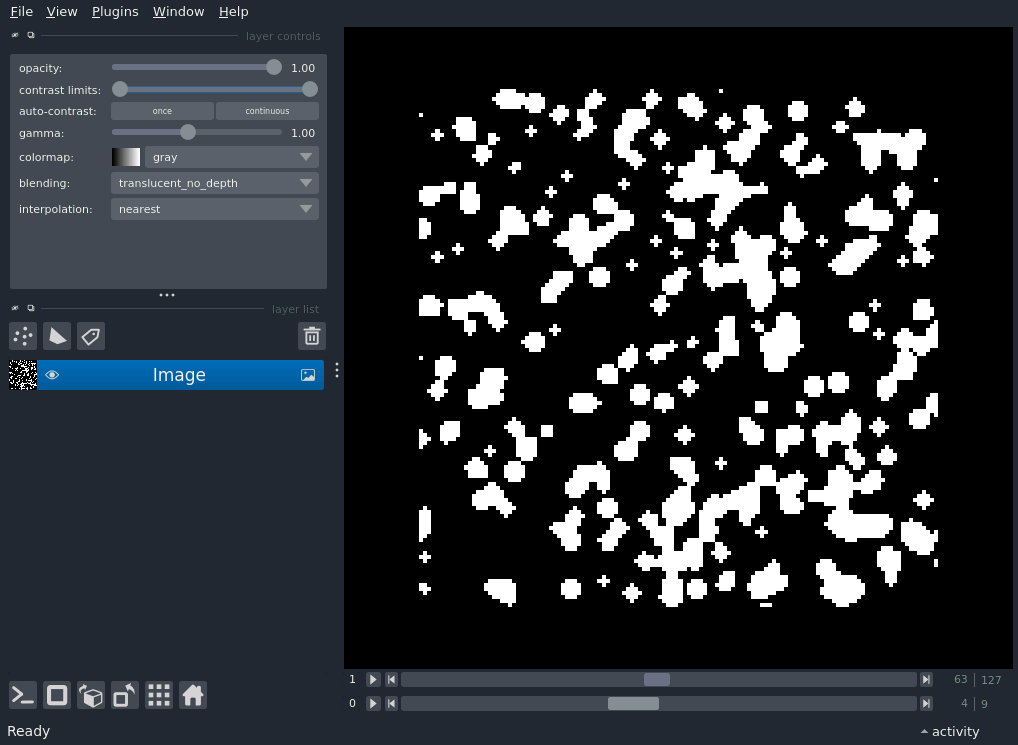 File View Plugins Window Help
layer controls
opacity: 1.00
contrast limits:
auto-contrast: once continuous
gamma: 1.00
colormap: gray
blending: translucent_no_depth
interpolation: nearest
layer list
Image
1 63 127
0 4 9
Ready activity